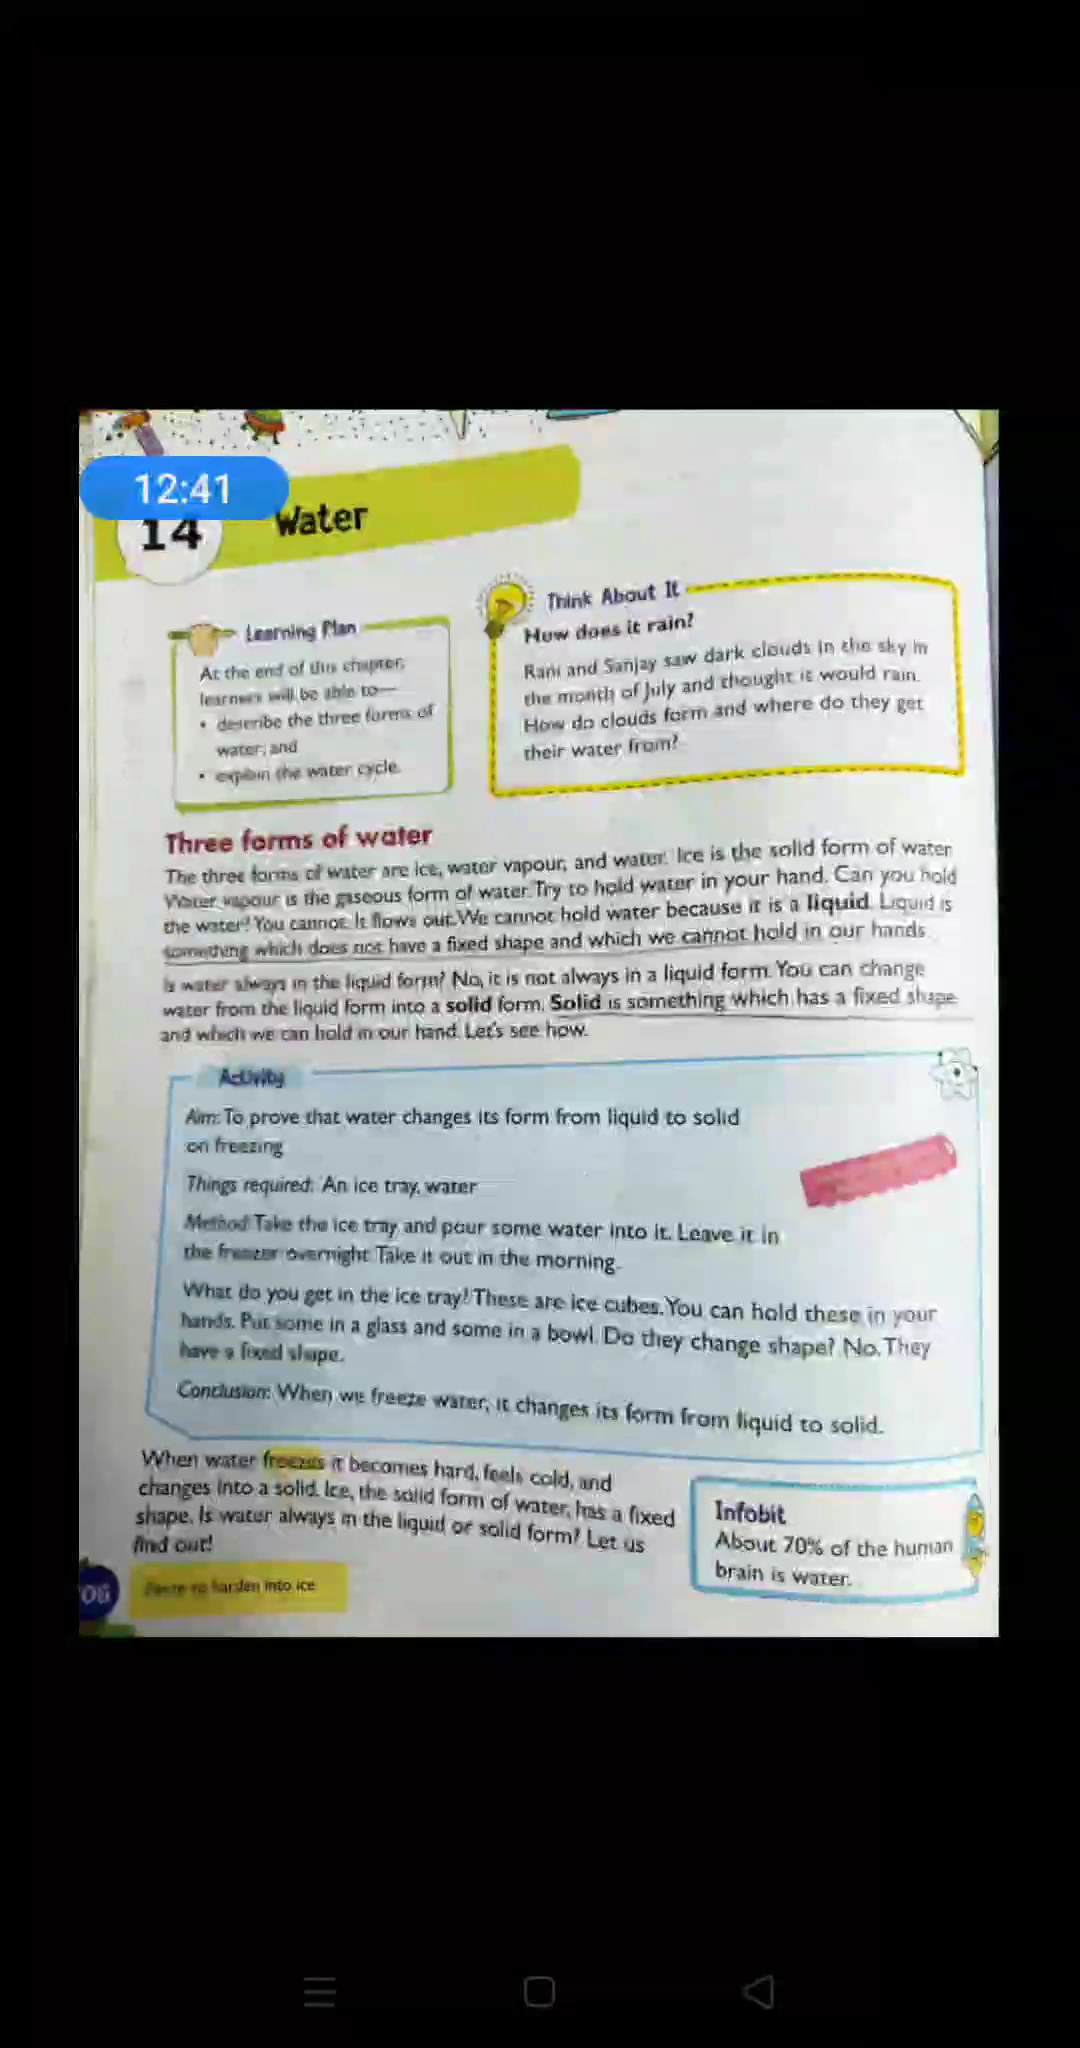 12:41
14
Water
Learning Plan
At the end of this chapter,
learners will be able to—
• describe the three forms of
water; and
• explain the water cycle.
Think About It
How does it rain?
Rani and Sanjay saw dark clouds in the sky in
the month of July and thought it would rain.
How do clouds form and where do they get
their water from?
Three forms of water
The three forms of water are ice, water vapour, and water. Ice is the solid form of water.
Water vapour is the gaseous form of water. Try to hold water in your hand. Can you hold
the water? You cannot. It flows out. We cannot hold water because it is a liquid. Liquid is
something which does not have a fixed shape and which we cannot hold in our hands.
Is water always in the liquid form? No, it is not always in a liquid form. You can change
water from the liquid form into a solid form. Solid is something which has a fixed shape
and which we can hold in our hand. Let's see how.
Activity
Aim: To prove that water changes its form from liquid to solid
on freezing
Things required: An ice tray, water
Method: Take the ice tray and pour some water into it. Leave it in
the freezer overnight. Take it out in the morning.
What do you get in the ice tray? These are ice cubes. You can hold these in your
hands. Put some in a glass and some in a bowl. Do they change shape? No. They
have a fixed shape.
Conclusion: When we freeze water, it changes its form from liquid to solid.
When water freezes it becomes hard, feels cold, and
changes into a solid. Ice, the solid form of water, has a fixed
shape. Is water always in the liquid or solid form? Let us
find out!
Infobit
About 70% of the human
brain is water.
06
to harden into ice